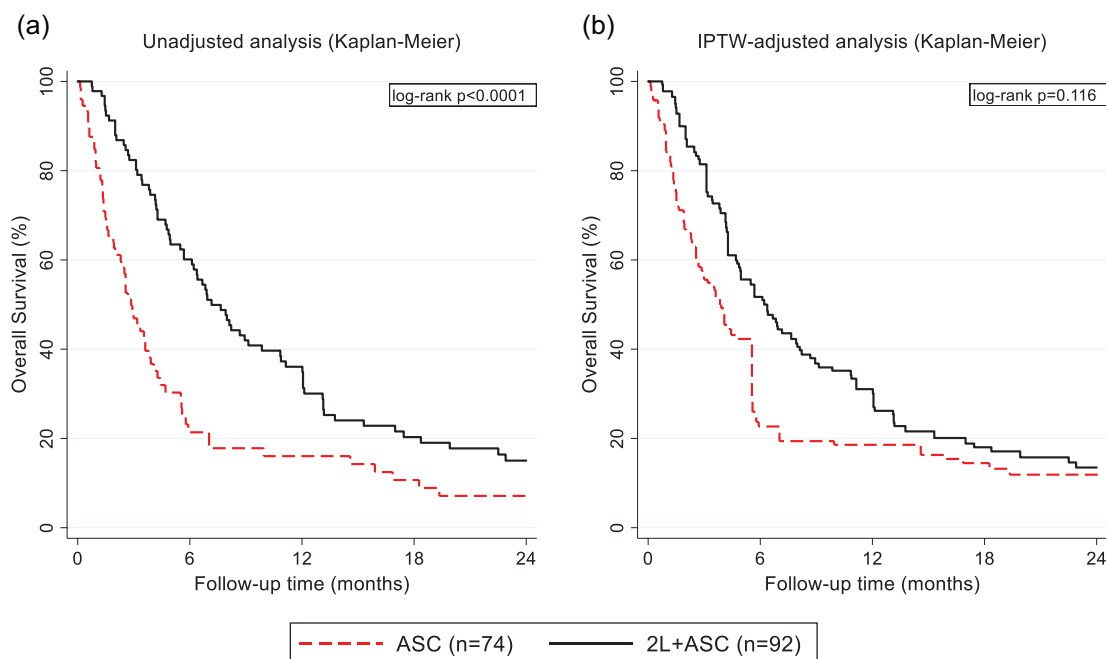 (a)
Unadjusted analysis (Kaplan-Meier)
log-rank p<0.0001
Overall Survival (%)
100
80
60
40
20
0
0 6 12 18 24
Follow-up time (months)
(b)
IPTW-adjusted analysis (Kaplan-Meier)
log-rank p=0.116
Overall Survival (%)
100
80
60
40
20
0
0 6 12 18 24
Follow-up time (months)
ASC (n=74) 2L+ASC (n=92)